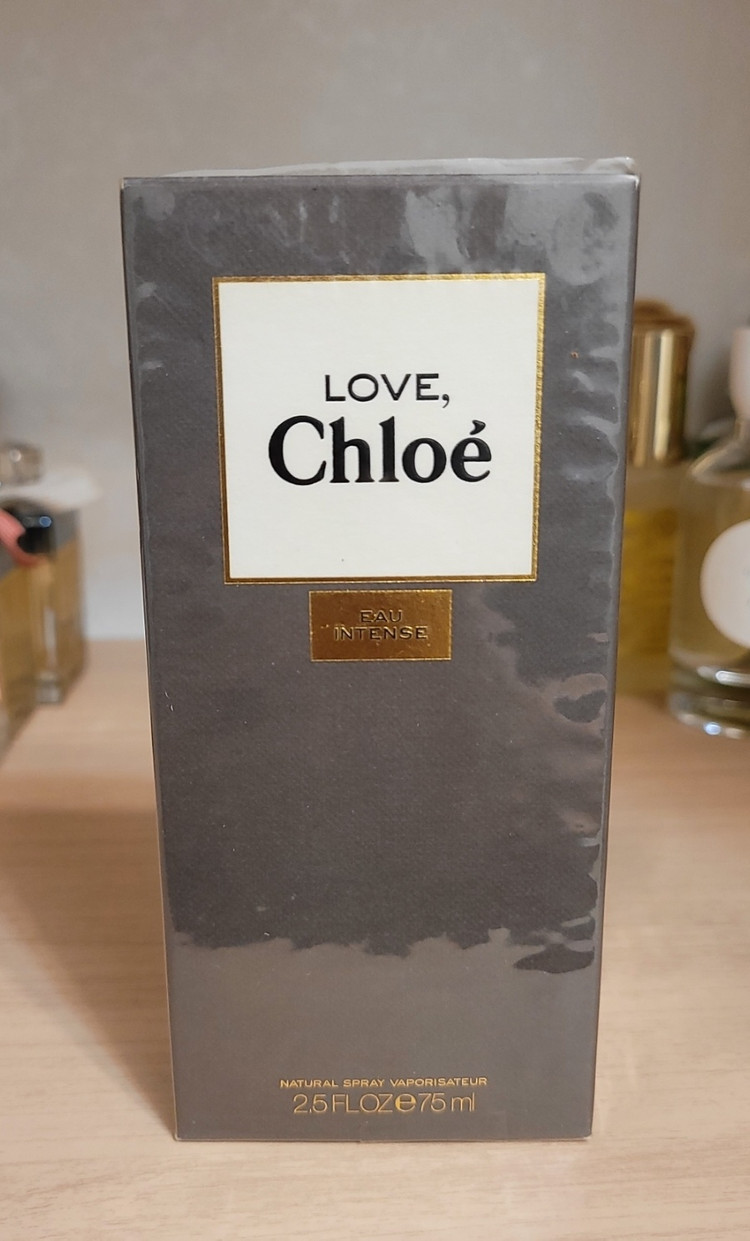 LOVE,
Chloé
EAU
INTENSE
NATURAL SPRAY VAPORISATEUR
2,5 FL OZ ℮ 75 ml